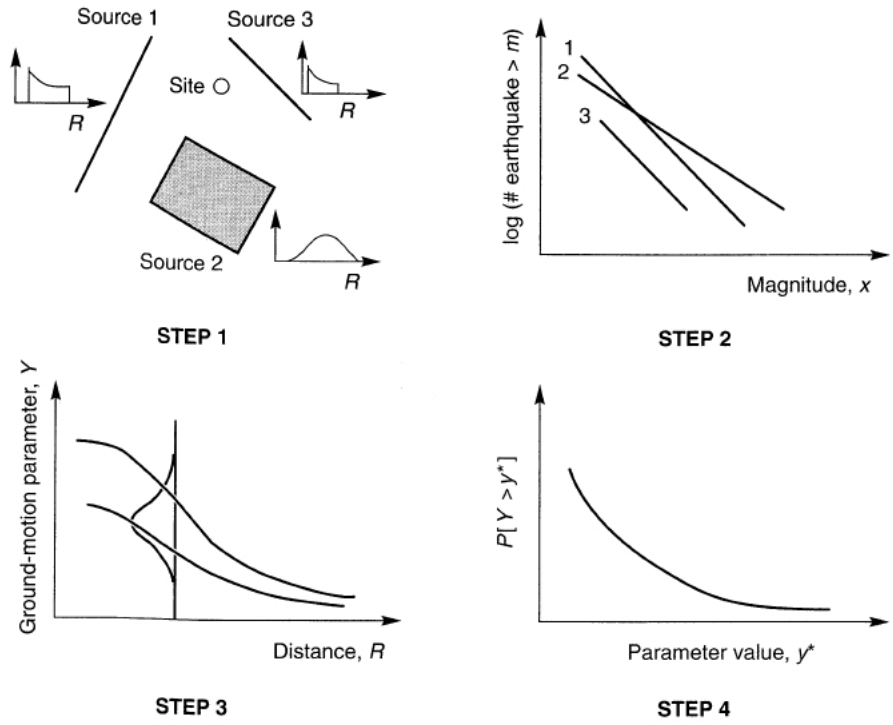 Source 1
Source 3
Site
R
R
Source 2
R
STEP 1
log (# earthquake > m)
1
2
3
Magnitude, x
STEP 2
Ground-motion parameter, Y
Distance, R
STEP 3
P[Y > y*]
Parameter value, y*
STEP 4